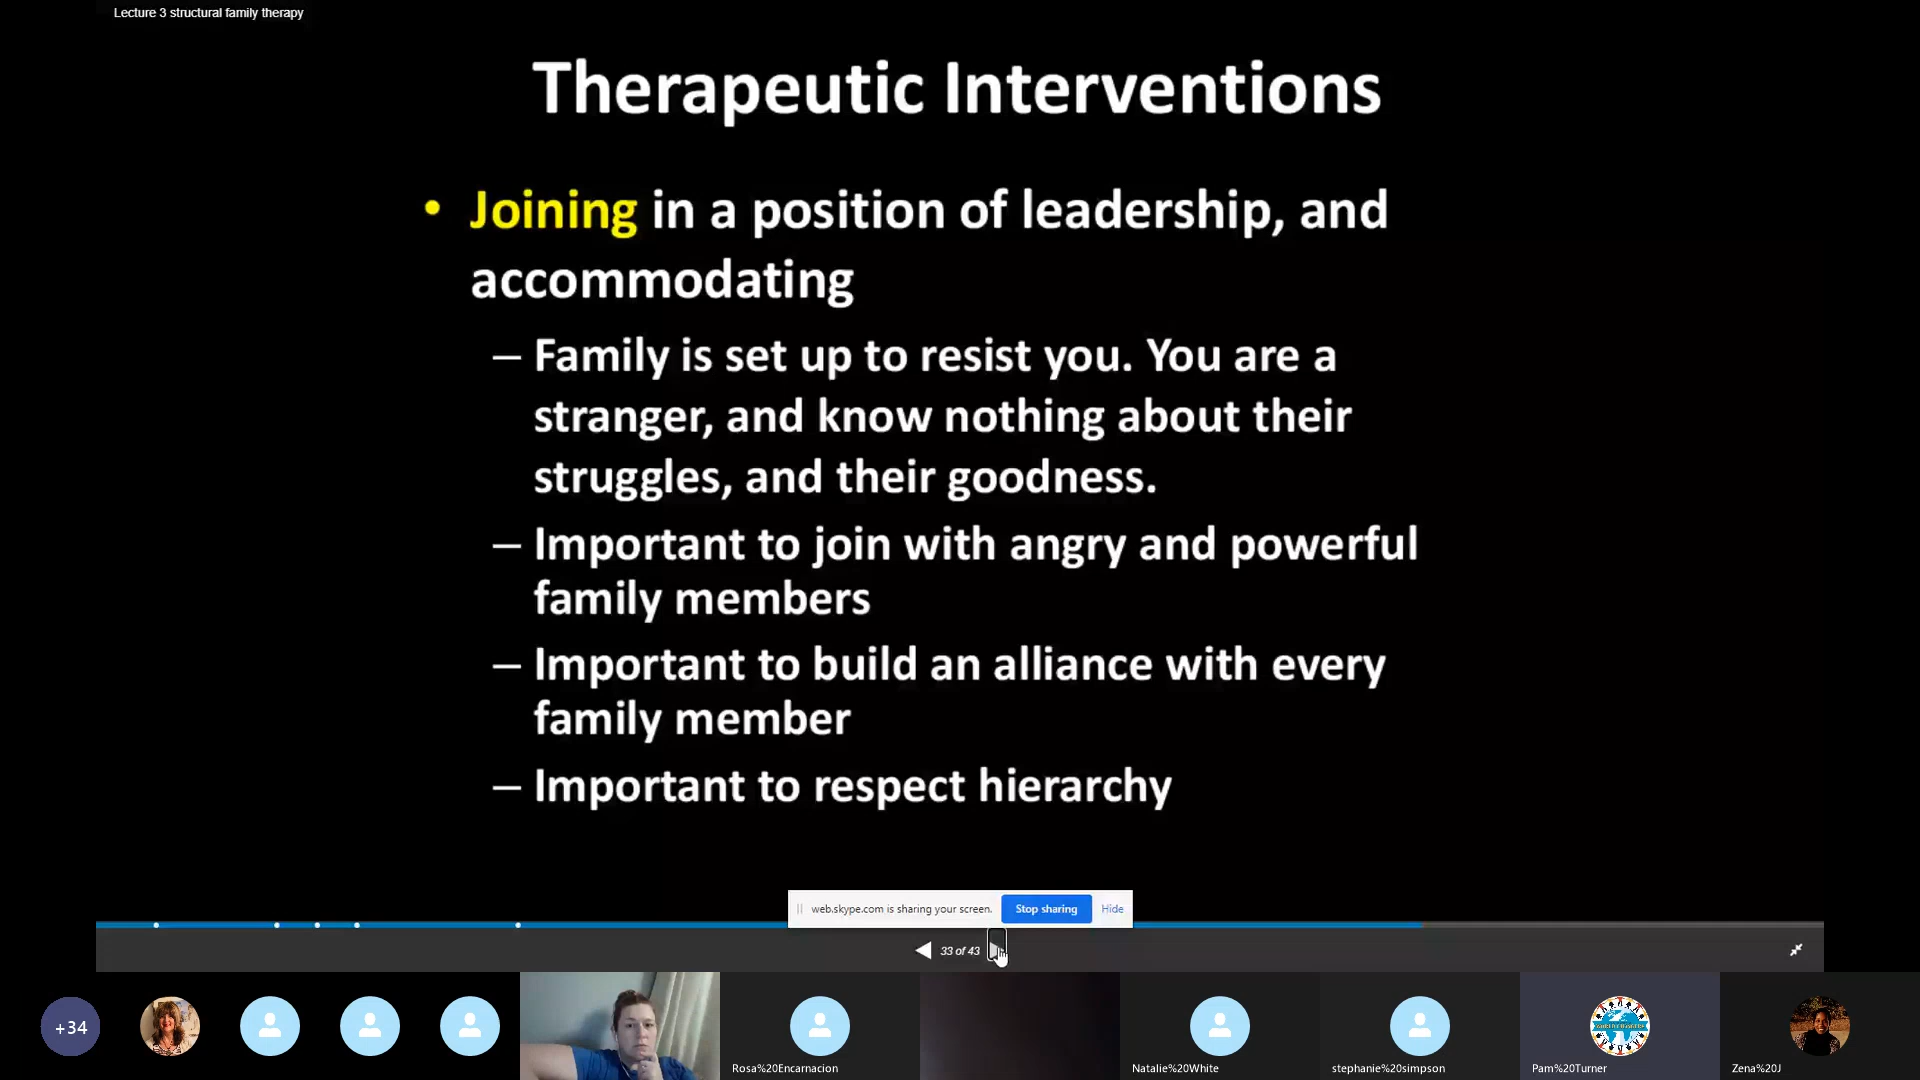 Lecture 3 structural family therapy
Therapeutic Interventions
• Joining in a position of leadership, and
accommodating
– Family is set up to resist you. You are a
stranger, and know nothing about their
struggles, and their goodness.
– Important to join with angry and powerful
family members
– Important to build an alliance with every
family member
– Important to respect hierarchy
web.skype.com is sharing your screen. Stop sharing Hide
33 of 43
+34
Rosa%20Encarnacion
Natalie%20White
stephanie%20simpson
Pam%20Turner
Zena%20J